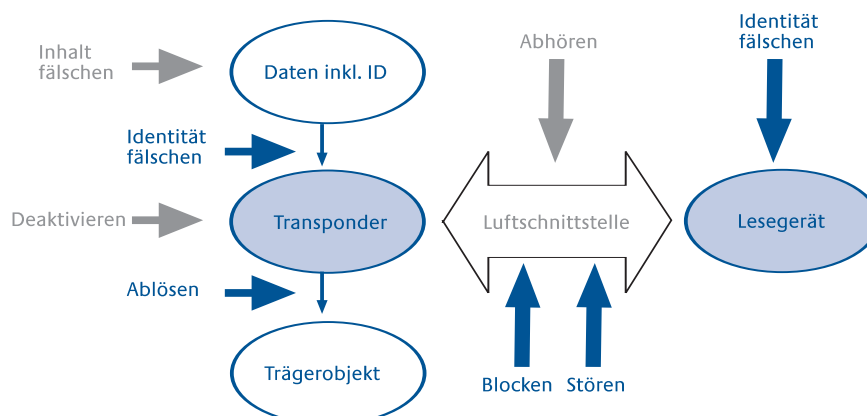 Inhalt
fälschen
Daten inkl. ID
Abhören
Identität
fälschen
Identität
fälschen
Deaktivieren
Transponder
Luftschnittstelle
Lesegerät
Ablösen
Trägerobjekt
Blocken
Stören